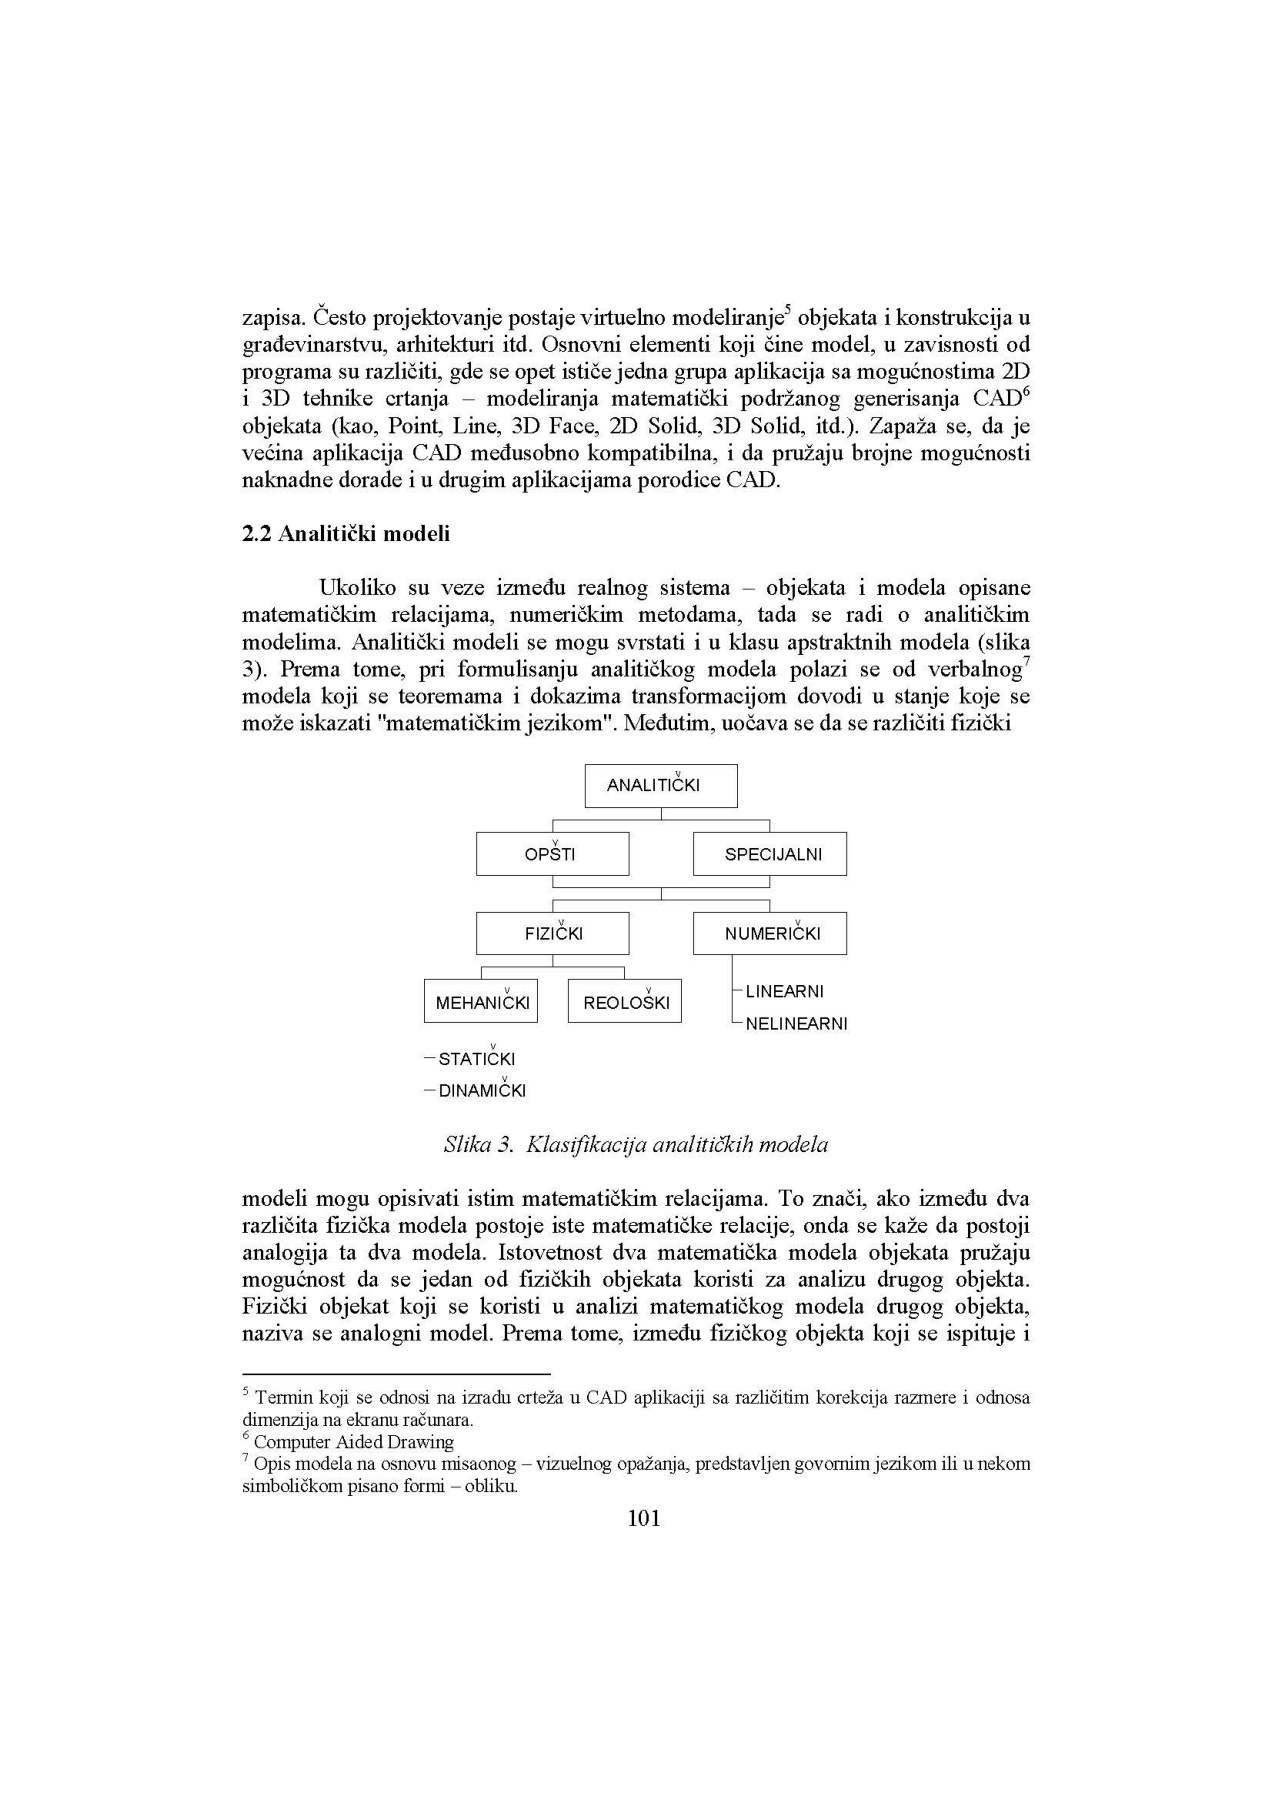 zapisa. Često projektovanje postaje virtuelno modeliranje⁵ objekata i konstrukcija u
građevinarstvu, arhitekturi itd. Osnovni elementi koji čine model, u zavisnosti od
programa su različiti, gde se opet ističe jedna grupa aplikacija sa mogućnostima 2D
i 3D tehnike crtanja – modeliranja matematički podržanog generisanja CAD⁶
objekata (kao, Point, Line, 3D Face, 2D Solid, 3D Solid, itd.). Zapaža se, da je
većina aplikacija CAD međusobno kompatibilna, i da pružaju brojne mogućnosti
naknadne dorade i u drugim aplikacijama porodice CAD.
2.2 Analitički modeli
Ukoliko su veze između realnog sistema – objekata i modela opisane
matematičkim relacijama, numeričkim metodama, tada se radi o analitičkim
modelima. Analitički modeli se mogu svrstati i u klasu apstraktnih modela (slika
3). Prema tome, pri formulisanju analitičkog modela polazi se od verbalnog⁷
modela koji se teoremama i dokazima transformacijom dovodi u stanje koje se
može iskazati "matematičkim jezikom". Međutim, uočava se da se različiti fizički
ANALITIČKI
OPŠTI SPECIJALNI
FIZIČKI NUMERIČKI
MEHANIČKI REOLOŠKI
LINEARNI
NELINEARNI
– STATIČKI
– DINAMIČKI
Slika 3. Klasifikacija analitičkih modela
modeli mogu opisivati istim matematičkim relacijama. To znači, ako između dva
različita fizička modela postoje iste matematičke relacije, onda se kaže da postoji
analogija ta dva modela. Istovetnost dva matematička modela objekata pružaju
mogućnost da se jedan od fizičkih objekata koristi za analizu drugog objekta.
Fizički objekat koji se koristi u analizi matematičkog modela drugog objekta,
naziva se analogni model. Prema tome, između fizičkog objekta koji se ispituje i
⁵ Termin koji se odnosi na izradu crteža u CAD aplikaciji sa različitim korekcija razmere i odnosa
dimenzija na ekranu računara.
⁶ Computer Aided Drawing
⁷ Opis modela na osnovu misaonog – vizuelnog opažanja, predstavljen govornim jezikom ili u nekom
simboličkom pisano formi – obliku.
101